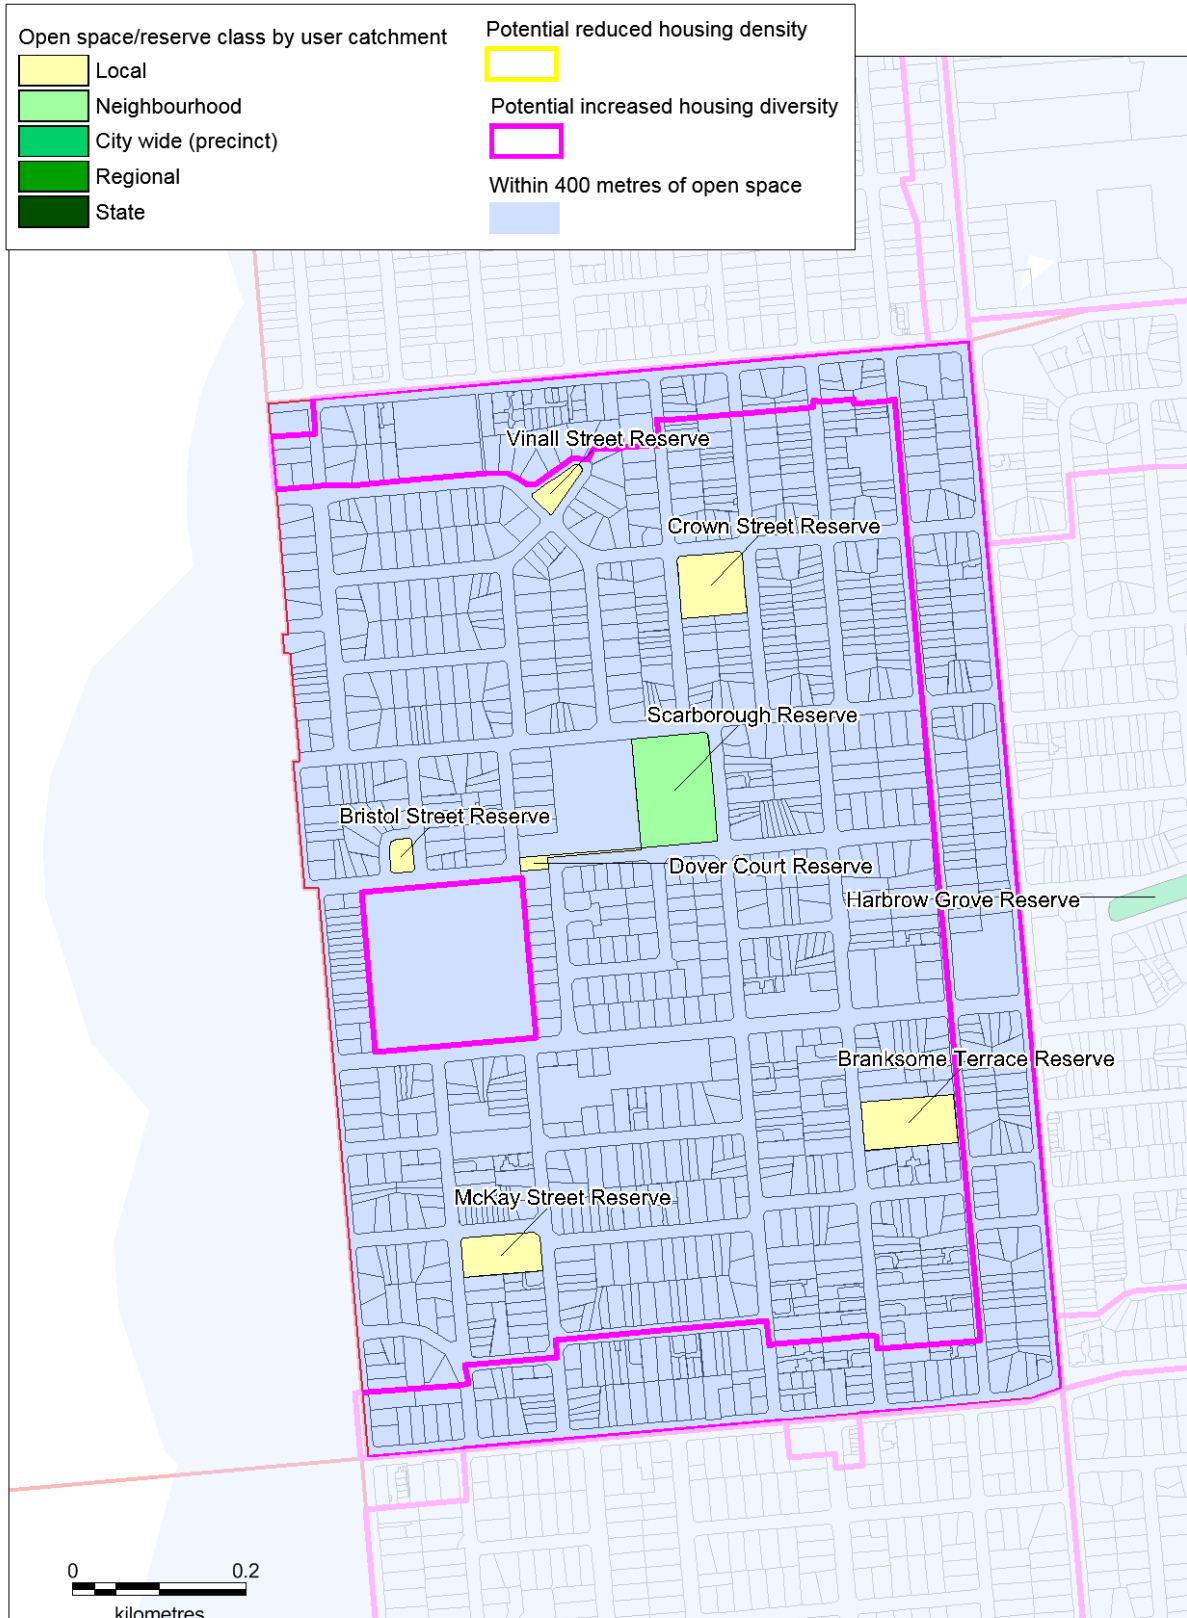 Open space/reserve class by user catchment
Local
Neighbourhood
City wide (precinct)
Regional
State
Potential reduced housing density
Potential increased housing diversity
Within 400 metres of open space
Vinall Street Reserve
Crown Street Reserve
Scarborough Reserve
Bristol Street Reserve
Dover Court Reserve
Harbrow Grove Reserve
Branksome Terrace Reserve
McKay Street Reserve
0 0.2
kilometres